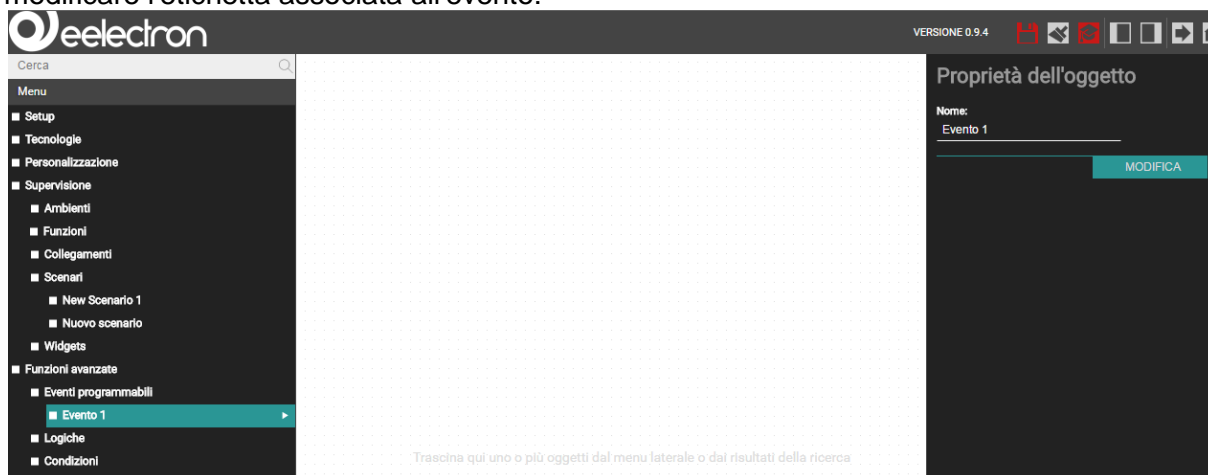 modificare l'etichetta associata all'evento.
eelectron
VERSIONE 0.9.4
Cerca
Menu
Setup
Tecnologie
Personalizzazione
Supervisione
Ambienti
Funzioni
Collegamenti
Scenari
New Scenario 1
Nuovo scenario
Widgets
Funzioni avanzate
Eventi programmabili
Evento 1
Logiche
Condizioni
Trascina qui uno o più oggetti dal menu laterale o dai risultati della ricerca
Proprietà dell'oggetto
Nome:
Evento 1
MODIFICA